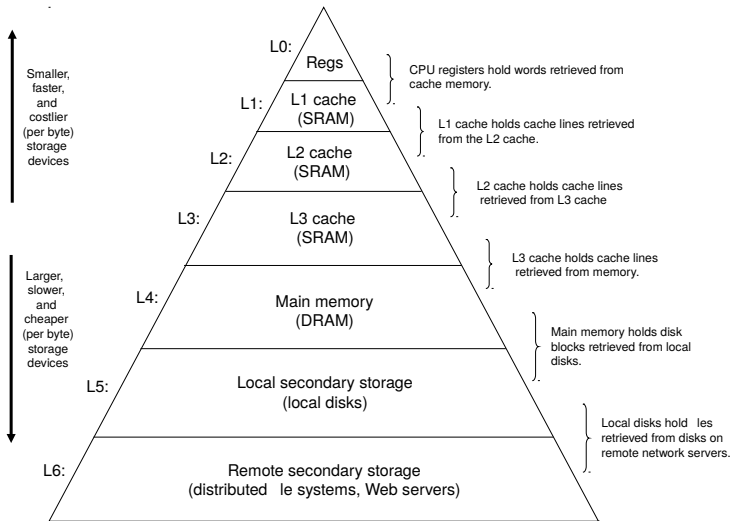 L0:
Regs
CPU registers hold words retrieved from
cache memory.
Smaller,
faster,
and
costlier
(per byte)
storage
devices
L1:
L1 cache
(SRAM)
L1 cache holds cache lines retrieved
from the L2 cache.
L2:
L2 cache
(SRAM)
L2 cache holds cache lines
retrieved from L3 cache
L3:
L3 cache
(SRAM)
L3 cache holds cache lines
retrieved from memory.
Larger,
slower,
and
cheaper
(per byte)
storage
devices
L4:
Main memory
(DRAM)
Main memory holds disk
blocks retrieved from local
disks.
L5:
Local secondary storage
(local disks)
Local disks hold les
retrieved from disks on
remote network servers.
L6:
Remote secondary storage
(distributed le systems, Web servers)